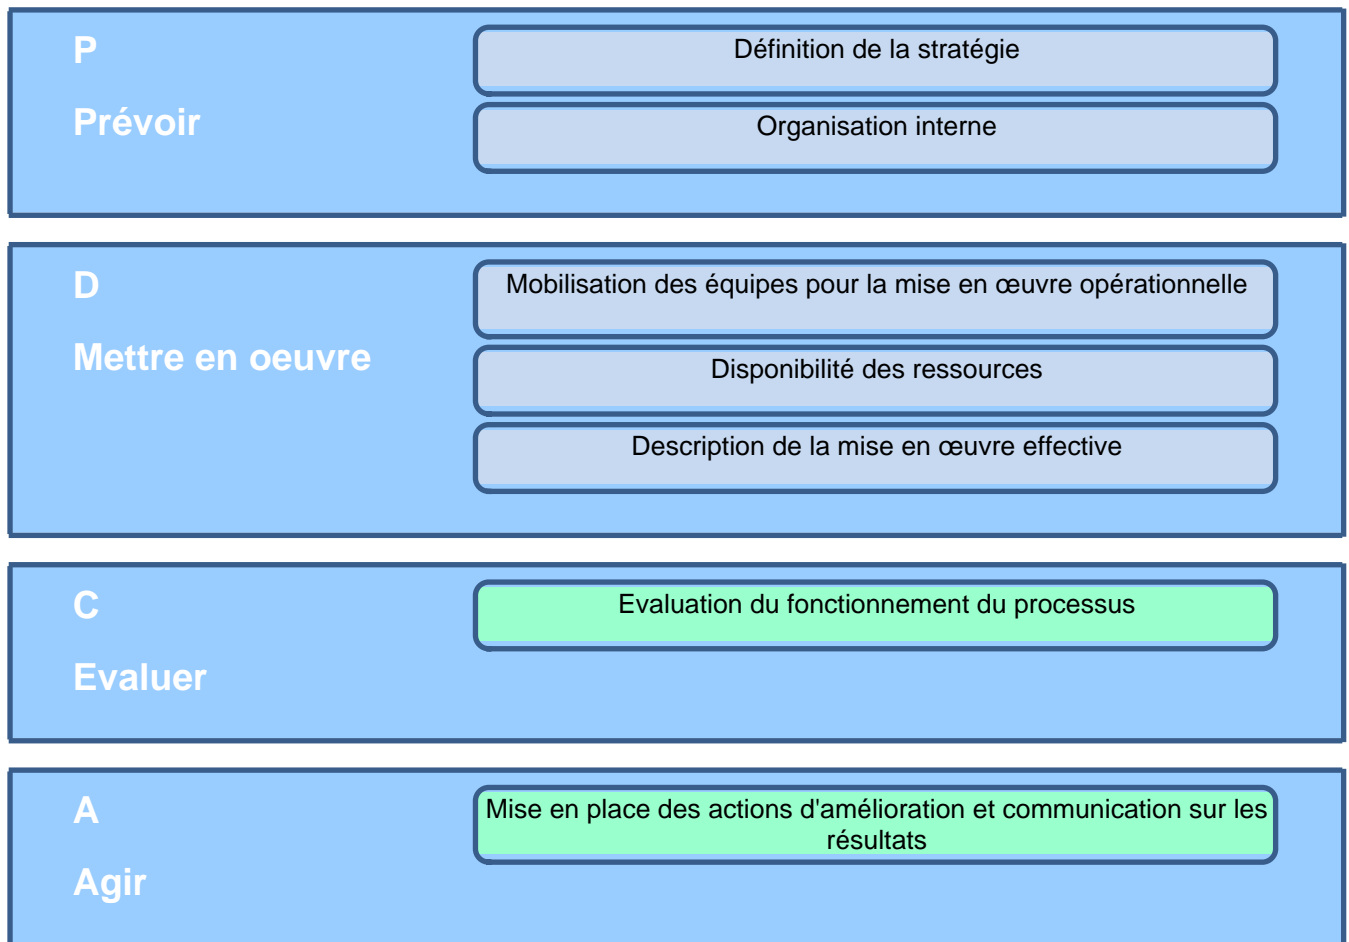 P
Prévoir
Définition de la stratégie
Organisation interne
D
Mettre en oeuvre
Mobilisation des équipes pour la mise en œuvre opérationnelle
Disponibilité des ressources
Description de la mise en œuvre effective
C
Evaluer
Evaluation du fonctionnement du processus
A
Agir
Mise en place des actions d'amélioration et communication sur les
résultats